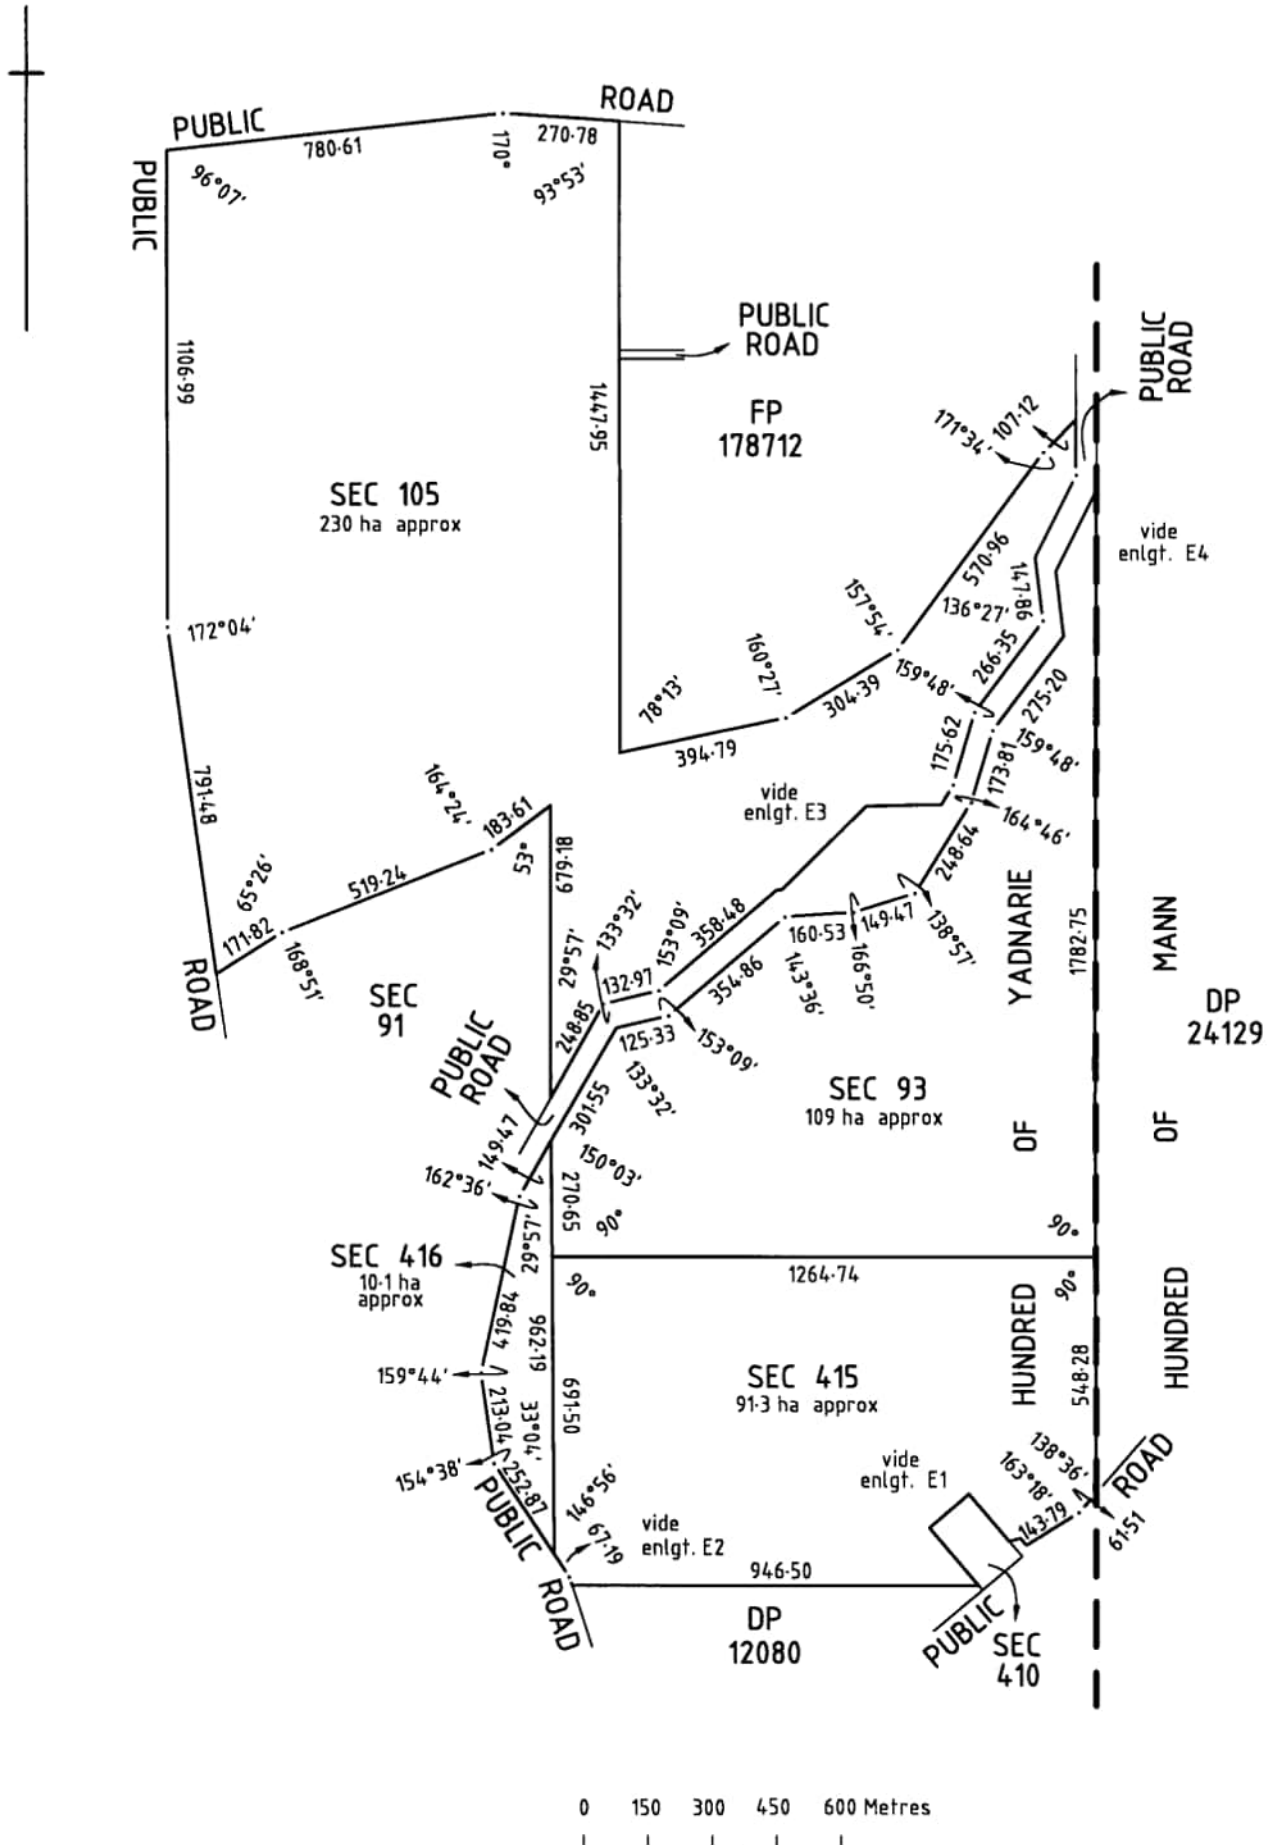 PUBLIC
ROAD
780·61
270·78
PUBLIC
96°07'
170°
93°53'
PUBLIC
ROAD
PUBLIC
ROAD
1106·99
1447·95
FP
178712
171°34'
107·12
SEC 105
230 ha approx
vide
enlgt. E4
570·96
147·86
157°54'
136°27'
172°04'
160°27'
266·35
159°48'
275·20
78°13'
304·39
394·79
175·62
173·81
159°48'
791·48
164°24'
183·61
vide
enlgt. E3
164°46'
53°
679·18
248·64
65°26'
519·24
171·82
168°51'
133°32'
153°09'
358·48
160·53
149·47
138°57'
YADNARIE
1782·75
MANN
29°57'
132·97
354·86
143°36'
166°50'
ROAD
SEC
91
DP
24129
248·85
125·33
153°09'
PUBLIC
ROAD
133°32'
SEC 93
109 ha approx
301·55
OF
OF
149·47
150°03'
162°36'
270·65
90°
90°
29°57'
SEC 416
10·1 ha
approx
90°
1264·74
90°
HUNDRED
HUNDRED
419·84
962·19
159°44'
SEC 415
91·3 ha approx
548·28
213·04
33°04'
691·50
138°36'
ROAD
163°18'
154°38'
252·87
146°56'
vide
enlgt. E1
143·79
61·51
PUBLIC
67·19
vide
enlgt. E2
946·50
ROAD
DP
12080
PUBLIC
SEC
410
0 150 300 450 600 Metres